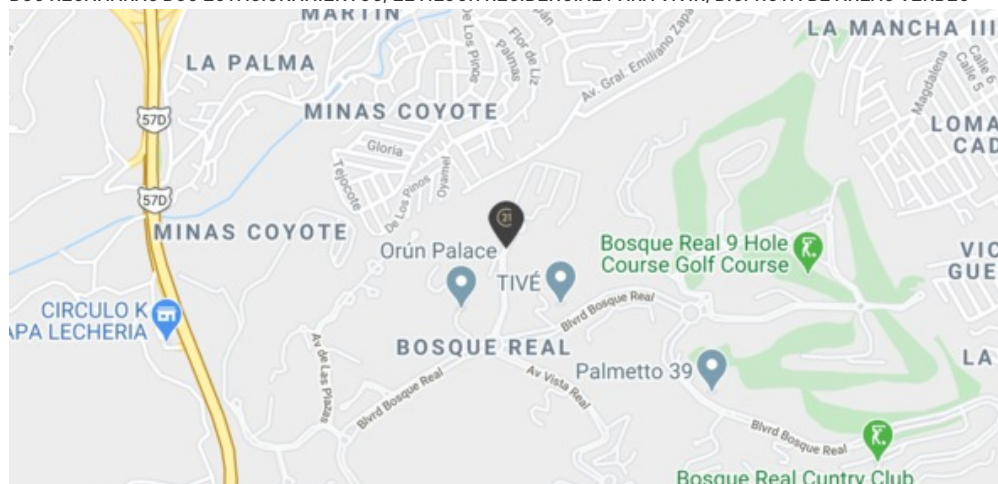 MARTIN
LA MANCHA III
LA PALMA
De Los Pinos
Palmas
Flor de Liz
Av. Gral. Emiliano Zapa
Magdalena
Calle 6
Calle 5
57D
MINAS COYOTE
LOMA
CAD
Gloria
Tejocote
De Los Pinos
Oyamel
57D
MINAS COYOTE
21
Orún Palace
TIVÉ
Bosque Real 9 Hole
Course Golf Course
VIC
GUE
CIRCULO K
APA LECHERIA
Blvrd Bosque Real
Av de Las Plazas
BOSQUE REAL
LA
Palmetto 39
Av Vista Real
Blvrd Bosque Real
Blvrd Bosque Real
Bosque Real Cuntry Club